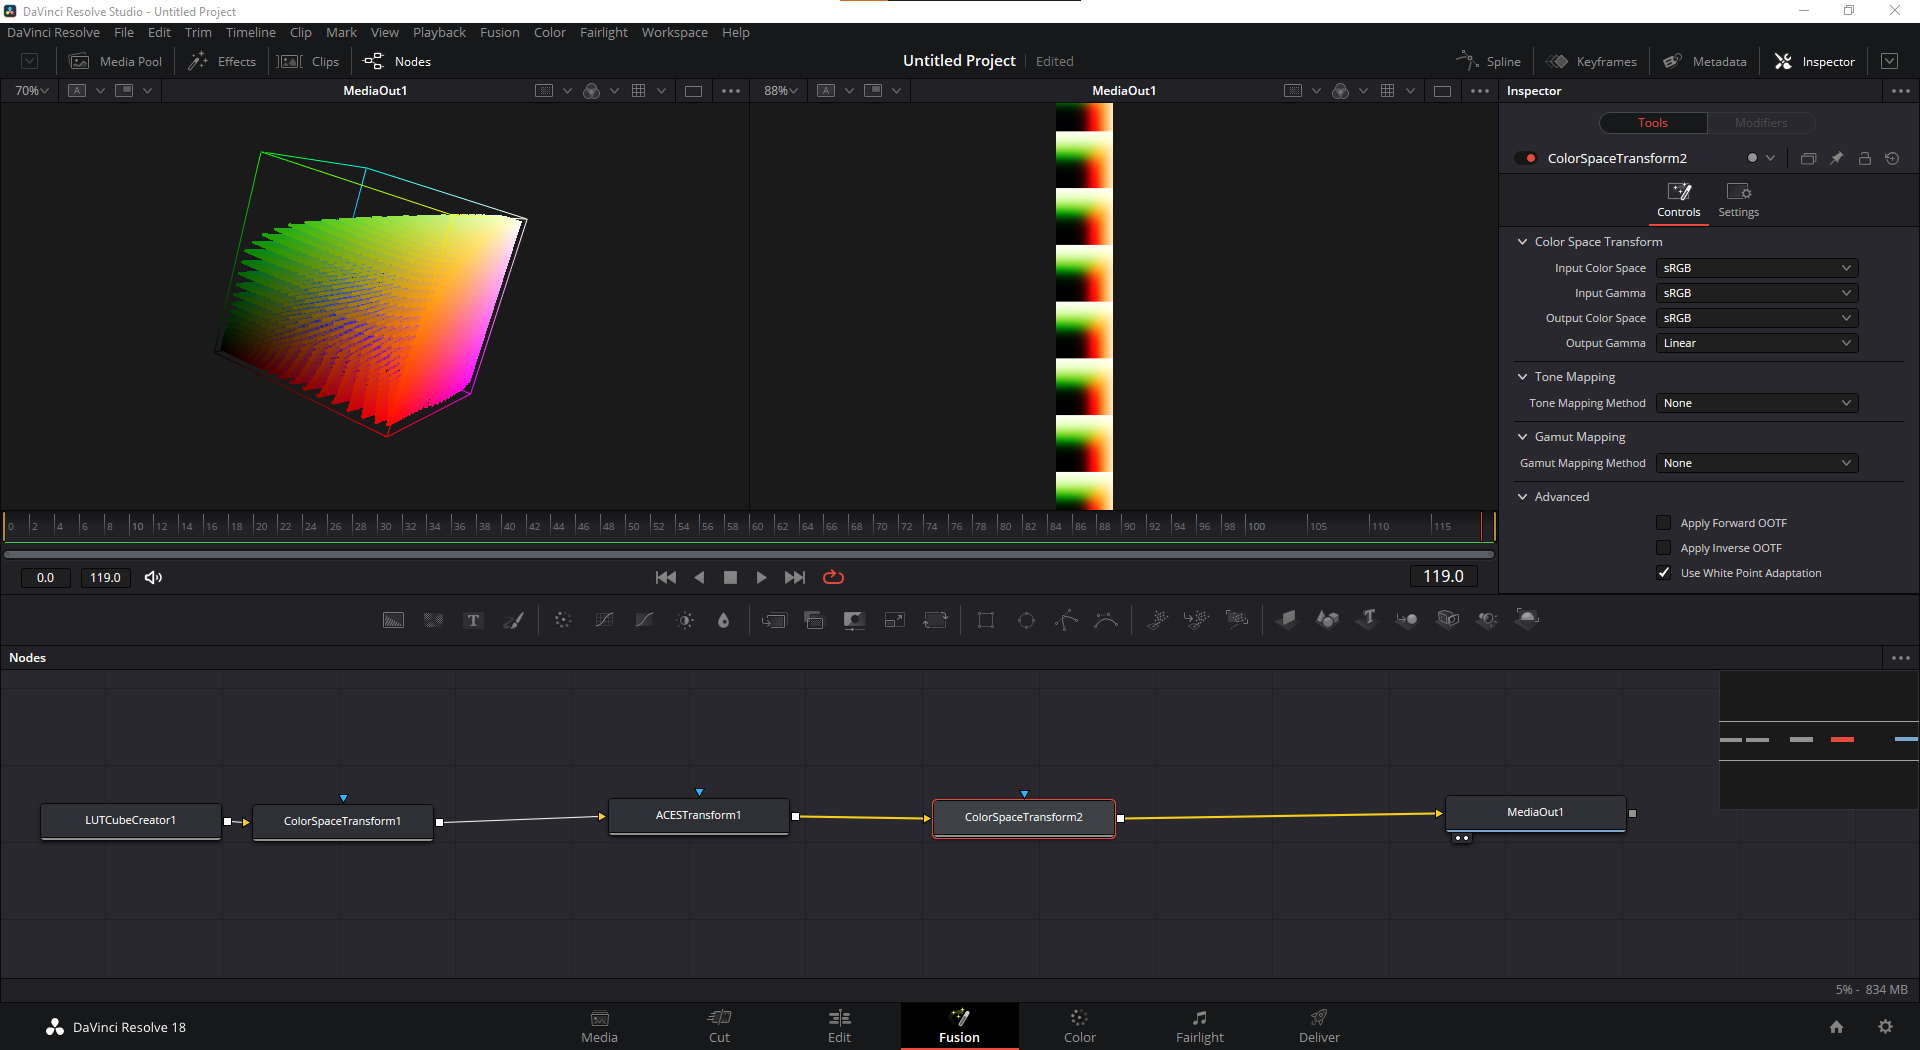 DaVinci Resolve Studio - Untitled Project
DaVinci Resolve File Edit Trim Timeline Clip Mark View Playback Fusion Color Fairlight Workspace Help
Media Pool Effects Clips Nodes Untitled Project Edited Spline Keyframes Metadata Inspector
70% A MediaOut1 88% A MediaOut1 Inspector
Tools Modifiers
ColorSpaceTransform2
Controls Settings
Color Space Transform
Input Color Space sRGB
Input Gamma sRGB
Output Color Space sRGB
Output Gamma Linear
Tone Mapping
Tone Mapping Method None
Gamut Mapping
Gamut Mapping Method None
Advanced
Apply Forward OOTF
Apply Inverse OOTF
Use White Point Adaptation
0 2 4 6 8 10 12 14 16 18 20 22 24 26 28 30 32 34 36 38 40 42 44 46 48 50 52 54 56 58 60 62 64 66 68 70 72 74 76 78 80 82 84 86 88 90 92 94 96 98 100 105 110 115
0.0 119.0 119.0
T T
Nodes
LUTCubeCreator1 ColorSpaceTransform1 ACESTransform1 ColorSpaceTransform2 MediaOut1
5% - 834 MB
DaVinci Resolve 18 Media Cut Edit Fusion Color Fairlight Deliver